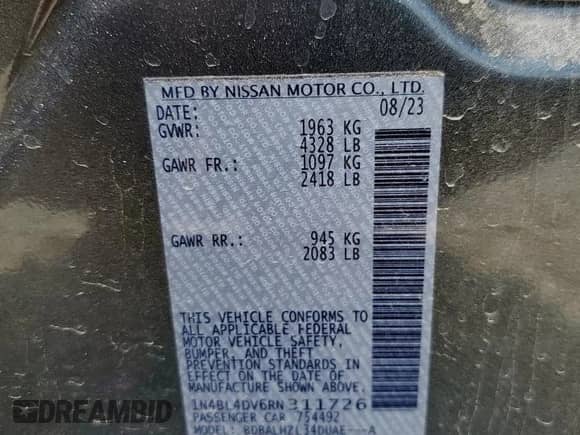 MFD BY NISSAN MOTOR CO., LTD.
DATE: 08/23
GVWR: 1963 KG
4328 LB
GAWR FR.: 1097 KG
2418 LB
GAWR RR.: 945 KG
2083 LB
THIS VEHICLE CONFORMS TO
ALL APPLICABLE FEDERAL
MOTOR VEHICLE SAFETY,
BUMPER, AND THEFT
PREVENTION STANDARDS IN
EFFECT ON THE DATE OF
MANUFACTURE SHOWN ABOVE.
1N4BL4DV6RN311726
PASSENGER CAR 754492
MODEL: A
DREAMBID